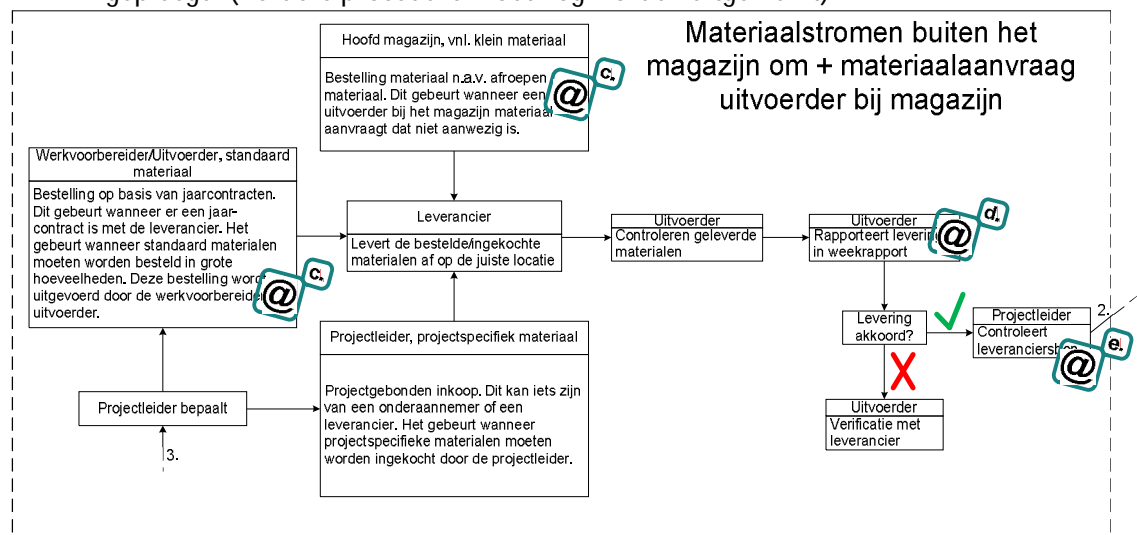 Materiaalstromen buiten het
magazijn om + materiaalaanvraag
uitvoerder bij magazijn
Hoofd magazijn, vnl. klein materiaal
Bestelling materiaal n.a.v. afroepen
materiaal. Dit gebeurt wanneer een
uitvoerder bij het magazijn materiaal
aanvraagt dat niet aanwezig is.
@ c.
Werkvoorbereider/Uitvoerder, standaard
materiaal
Bestelling op basis van jaarcontracten.
Dit gebeurt wanneer er een jaar-
contract is met de leverancier. Het
gebeurt wanneer standaard materialen
moeten worden besteld in grote
hoeveelheden. Deze bestelling wordt
uitgevoerd door de werkvoorbereider/
uitvoerder.
@ c.
Leverancier
Levert de bestelde/ingekochte
materialen af op de juiste locatie
Uitvoerder
Controleren geleverde
materialen
Uitvoerder
Rapporteert levering
in weekrapport
@ d.
Levering
akkoord?
Projectleider
Controleert
@ e.
2.
Uitvoerder
Verificatie met
leverancier
Projectleider, projectspecifiek materiaal
Projectgebonden inkoop. Dit kan iets zijn
van een onderaannemer of een
leverancier. Het gebeurt wanneer
projectspecifieke materialen moeten
worden ingekocht door de projectleider.
Projectleider bepaalt
3.